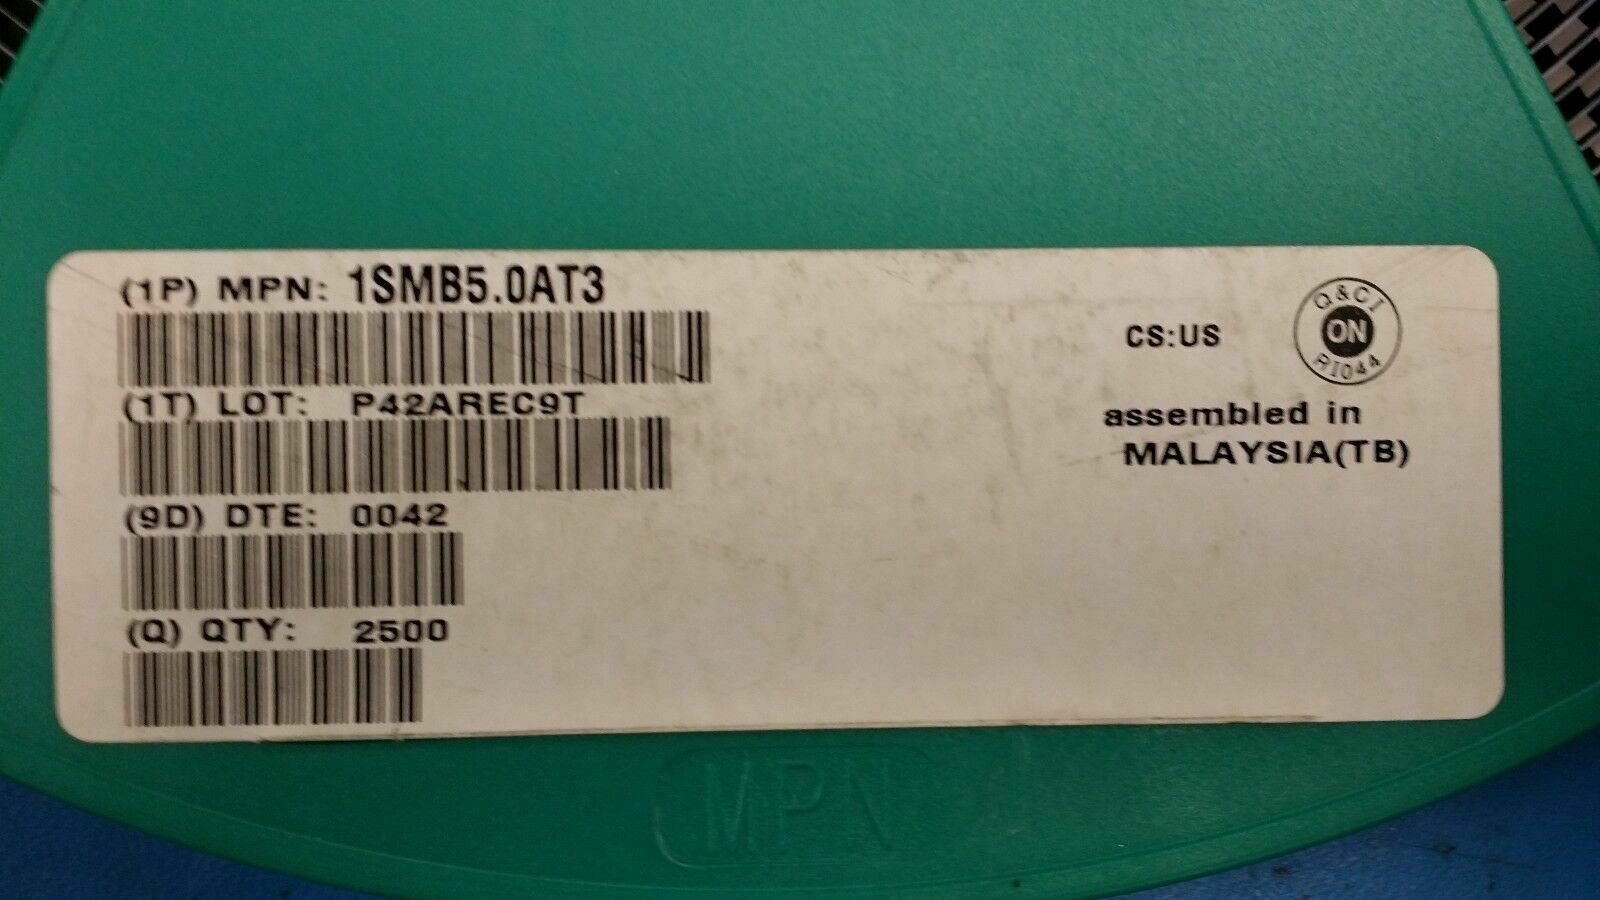 (1P) MPN: 1SMB5.0AT3
(1T) LOT: P42AREC9T
(9D) DTE: 0042
(Q) QTY: 2500
CS:US
Q&CI
ON
RI044
assembled in
MALAYSIA(TB)
MPN